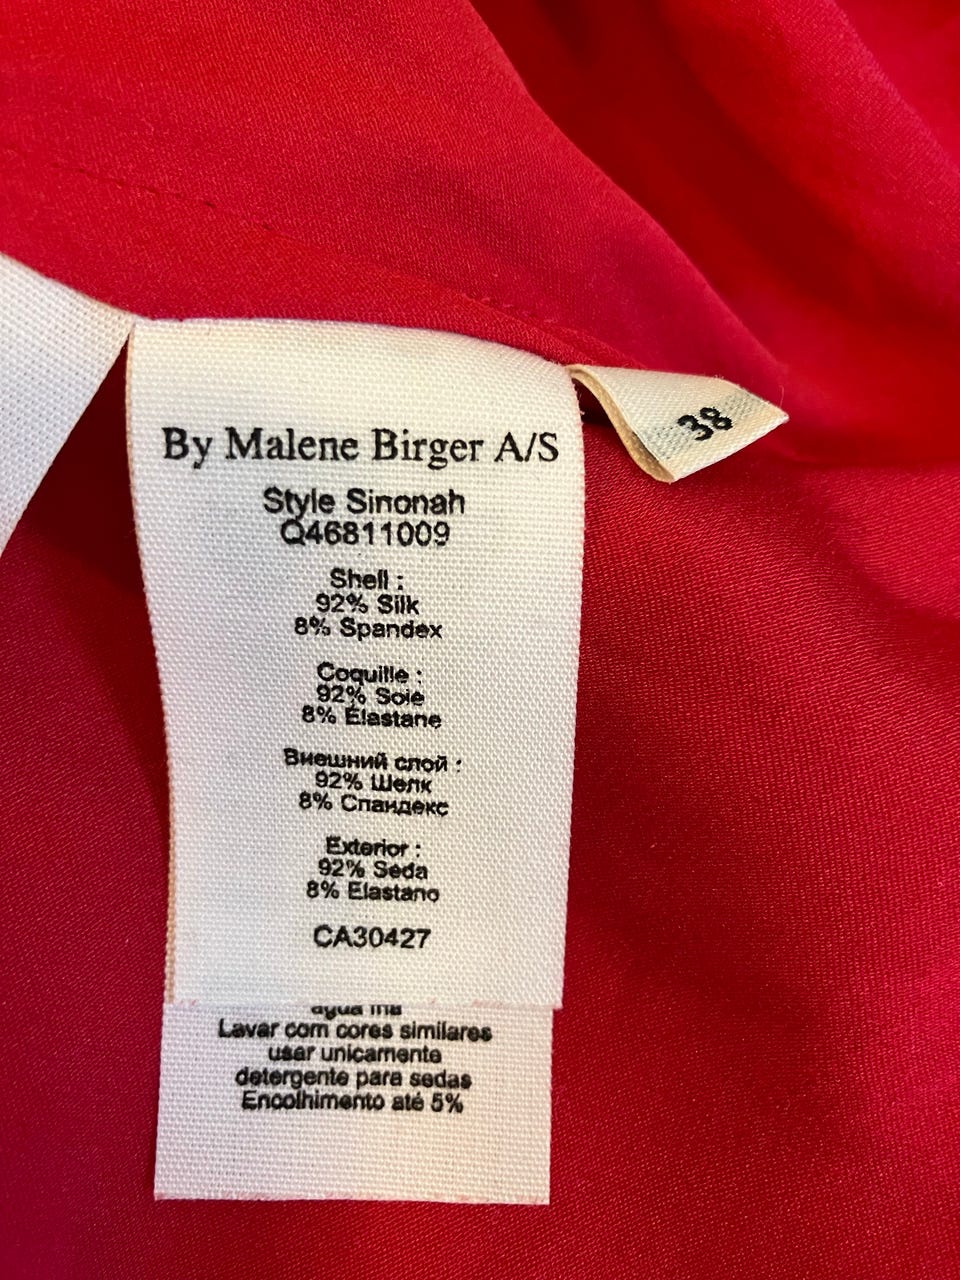 By Malene Birger A/S
38
Style Sinonah
Q46811009
Shell :
92% Silk
8% Spandex
Coquille :
92% Soie
8% Élastane
Внешний слой :
92% Шелк
8% Спандекс
Exterior :
92% Seda
8% Elastano
CA30427
Lavar com cores similares
usar unicamente
detergente para sedas
Encolhimento até 5%